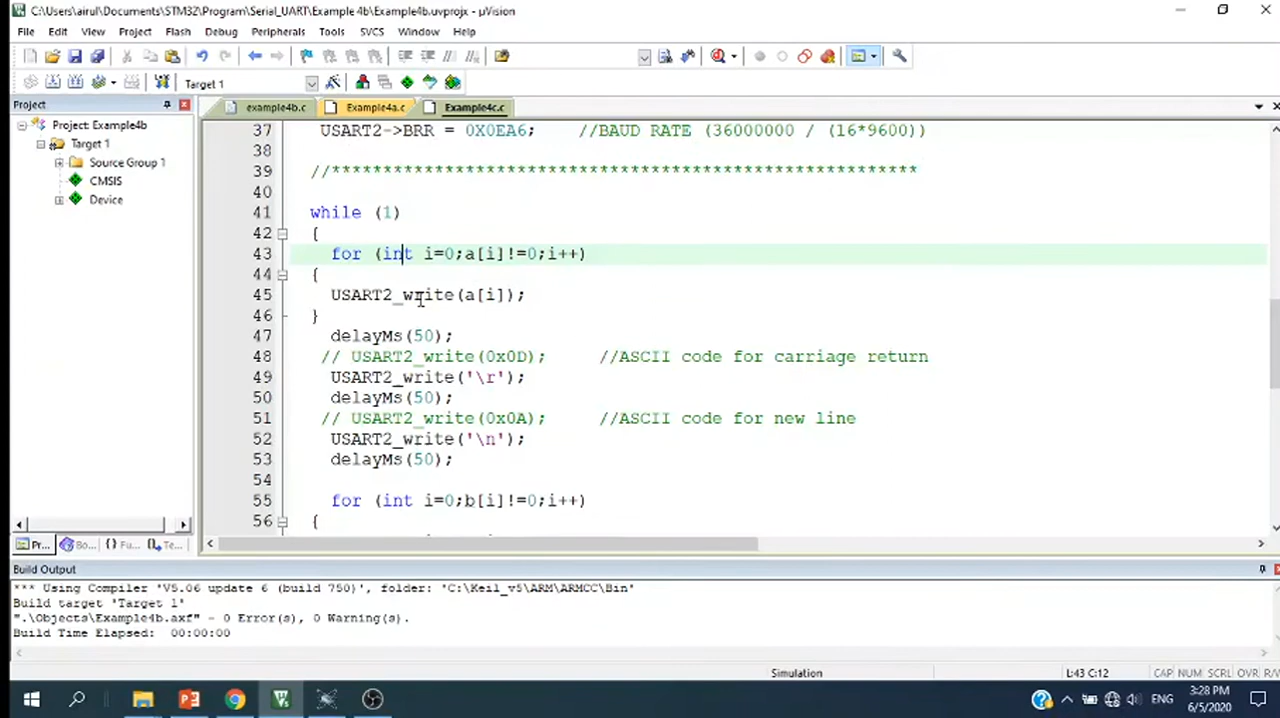 C:\Users\airul\Documents\STM32\Program\Serial_UART\Example 4b\Example4b.uvprojx - µVision
File Edit View Project Flash Debug Peripherals Tools SVCS Window Help
Target 1
Project
example4b.c Example4a.c Example4c.c
Project: Example4b
Target 1
Source Group 1
CMSIS
Device
37 USART2->BRR = 0X0EA6; //BAUD RATE (36000000 / (16*9600))
38
39 //*********************************************************
40
41 while (1)
42 {
43 for (int i=0;a[i]!=0;i++)
44 {
45 USART2_write(a[i]);
46 }
47 delayMs(50);
48 // USART2_write(0x0D); //ASCII code for carriage return
49 USART2_write('\r');
50 delayMs(50);
51 // USART2_write(0x0A); //ASCII code for new line
52 USART2_write('\n');
53 delayMs(50);
54
55 for (int i=0;b[i]!=0;i++)
56 {
Pr... Bo... {} Fu... Te...
Build Output
*** Using Compiler 'V5.06 update 6 (build 750)', folder: 'C:\Keil_v5\ARM\ARMCC\Bin'
Build target 'Target 1'
".\Objects\Example4b.axf" - 0 Error(s), 0 Warning(s).
Build Time Elapsed: 00:00:00
Simulation L:43 C:12 CAP NUM SCRL OVR R/
ENG
3:28 PM
6/5/2020